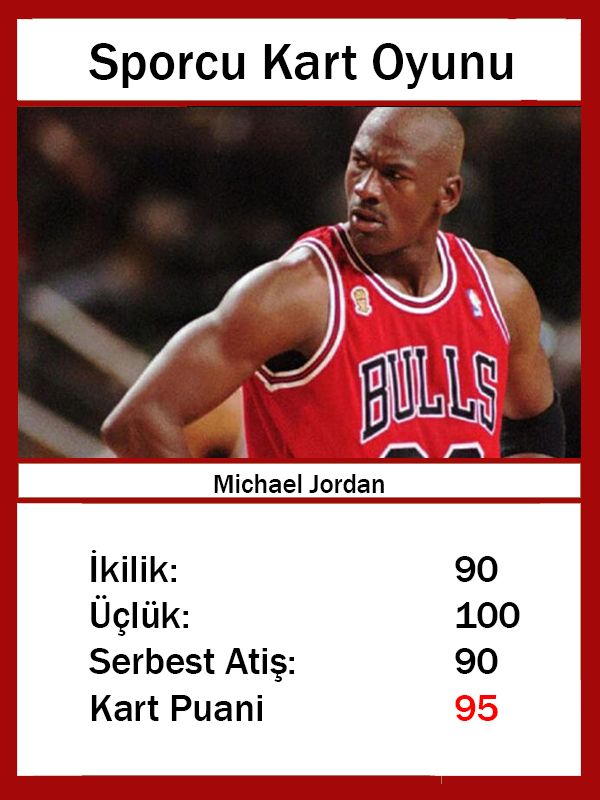 Sporcu Kart Oyunu
BULLS
Michael Jordan
İkilik: 90
Üçlük: 100
Serbest Atiş: 90
Kart Puani 95